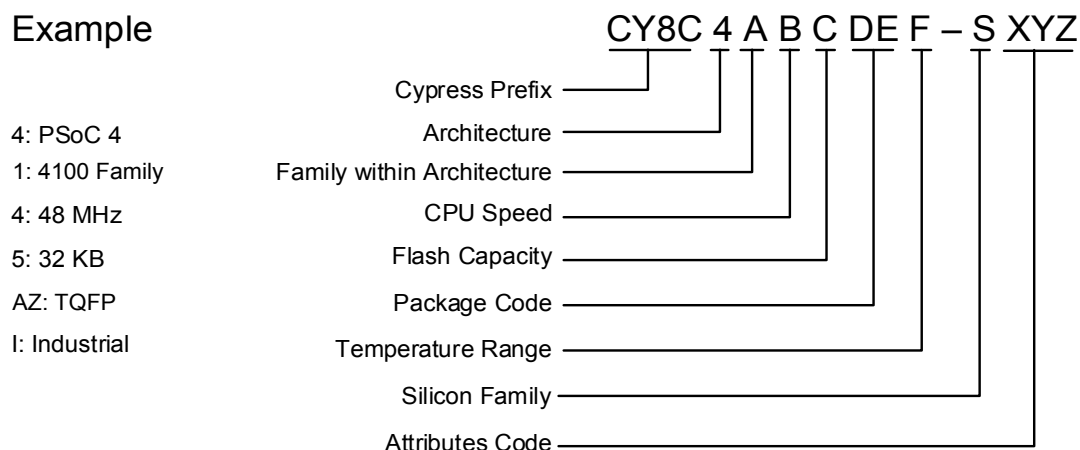 Example CY8C 4 A B C DE F – S XYZ
Cypress Prefix
4: PSoC 4 Architecture
1: 4100 Family Family within Architecture
4: 48 MHz CPU Speed
5: 32 KB Flash Capacity
AZ: TQFP Package Code
I: Industrial Temperature Range
Silicon Family
Attributes Code